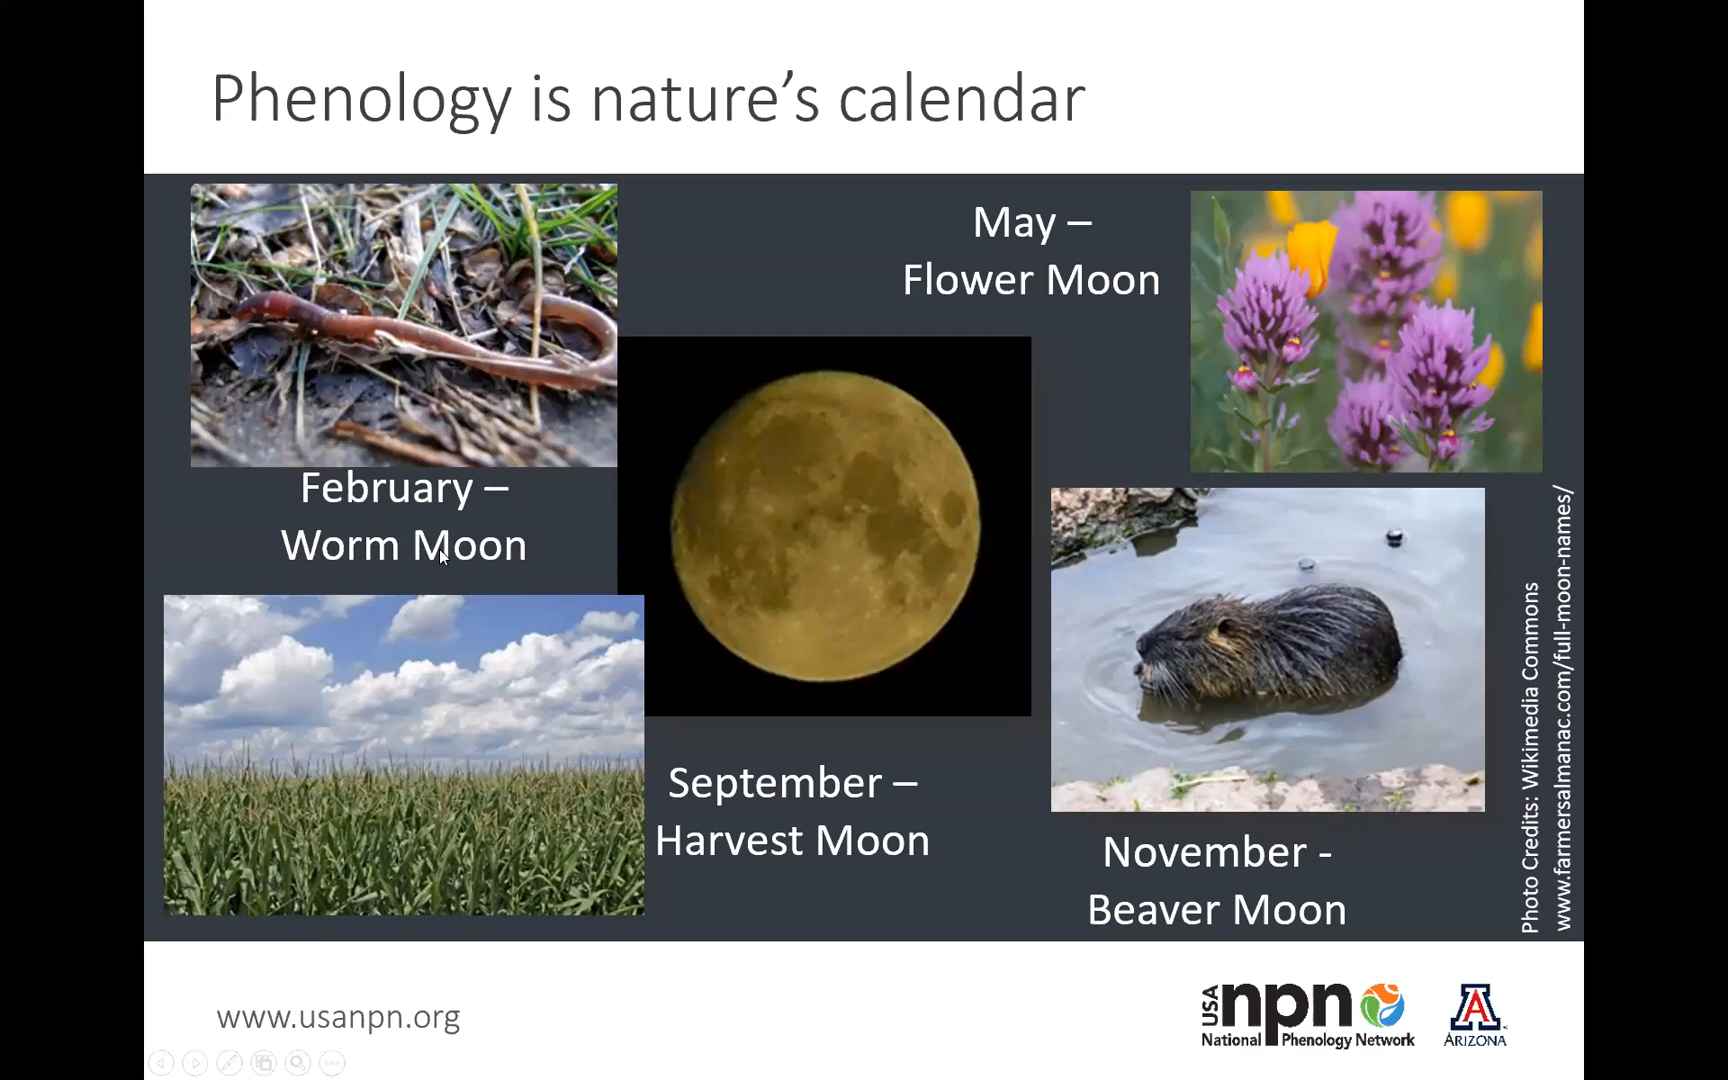 Phenology is nature's calendar
May –
Flower Moon
February –
Worm Moon
September –
Harvest Moon
November -
Beaver Moon
Photo Credits: Wikimedia Commons
www.farmersalmanac.com/full-moon-names/
www.usanpn.org
USA npn
National Phenology Network
A
ARIZONA